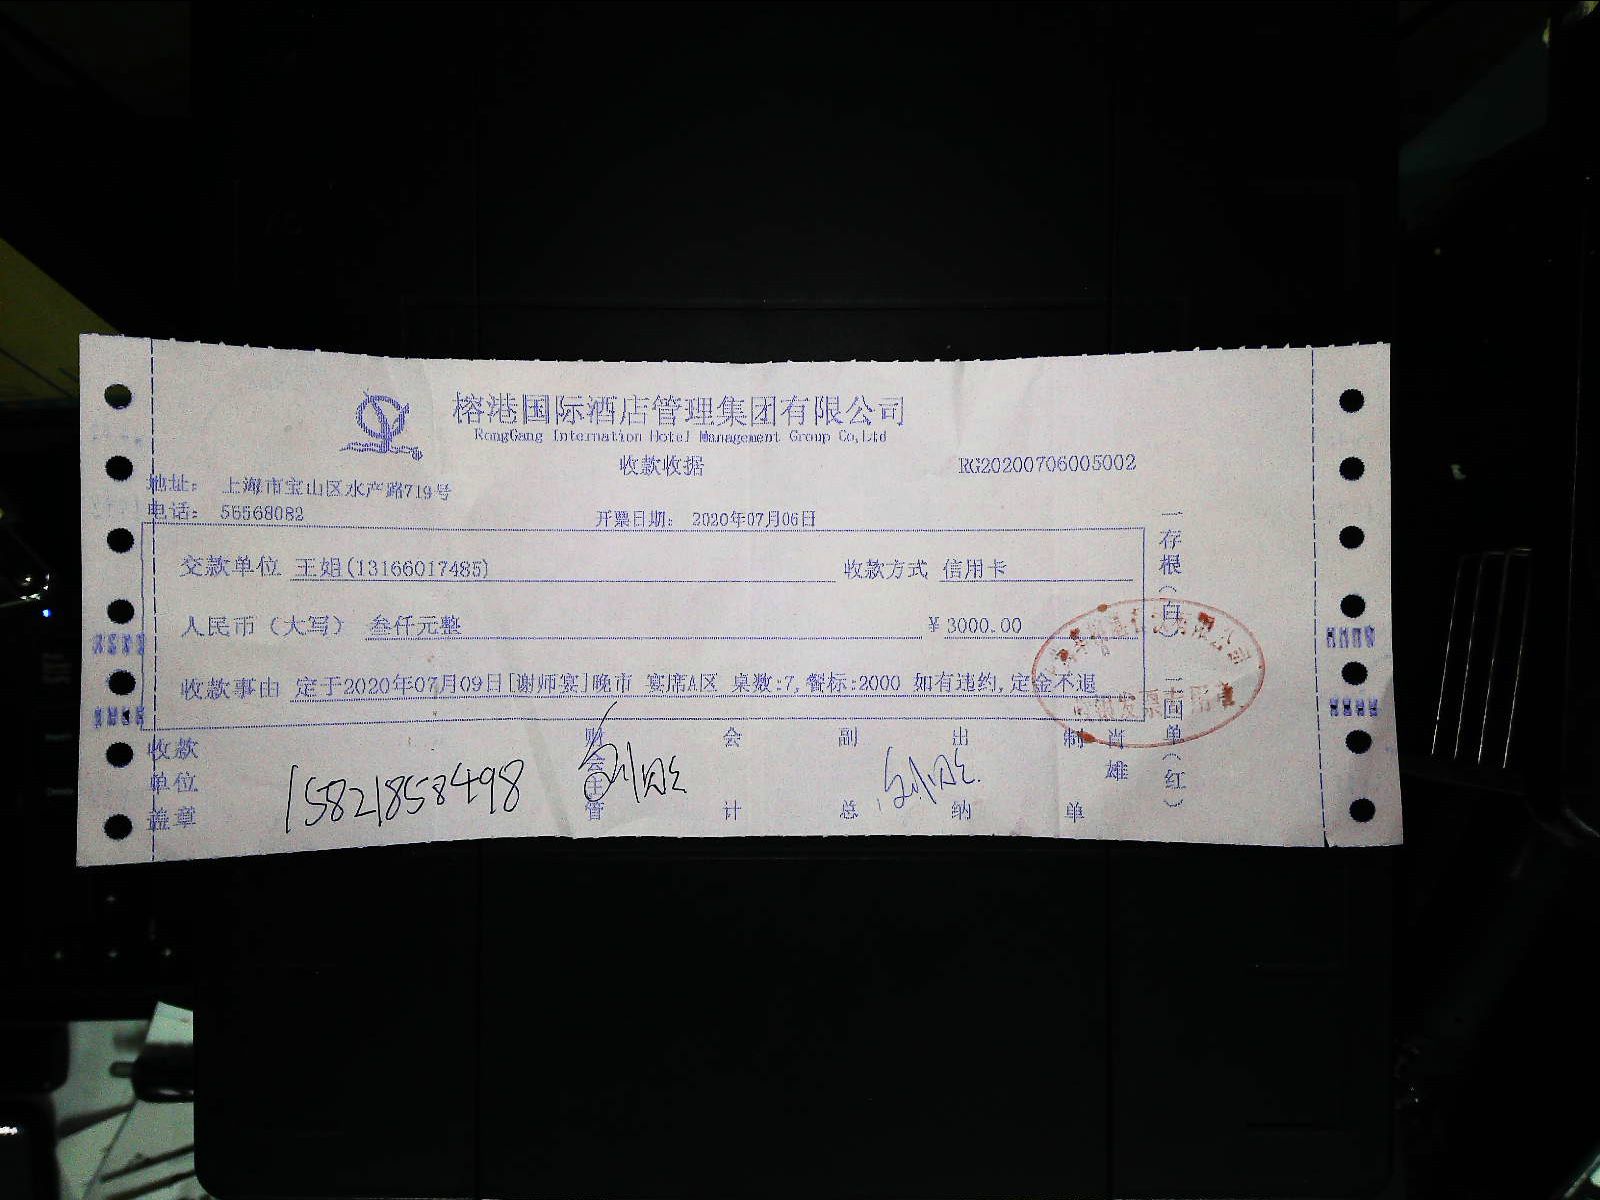 榕港国际酒店管理集团有限公司
RongGang Internation Hotel Management Group Co,Ltd
收款收据
RG20200706005002
地址: 上海市宝山区水产路719号
电话: 56568082
开票日期: 2020年07月06日
交款单位 王姐(13166017485) 收款方式 信用卡
人民币（大写） 叁仟元整 ¥3000.00
收款事由 定于2020年07月09日[谢师宴]晚市 宴席A区 桌数:7,餐标:2000 如有违约,定金不退
一存根（白） 二回单（红）
收款单位盖章
15821858498
财会主管
会计
副总
出纳
制单
肖雄